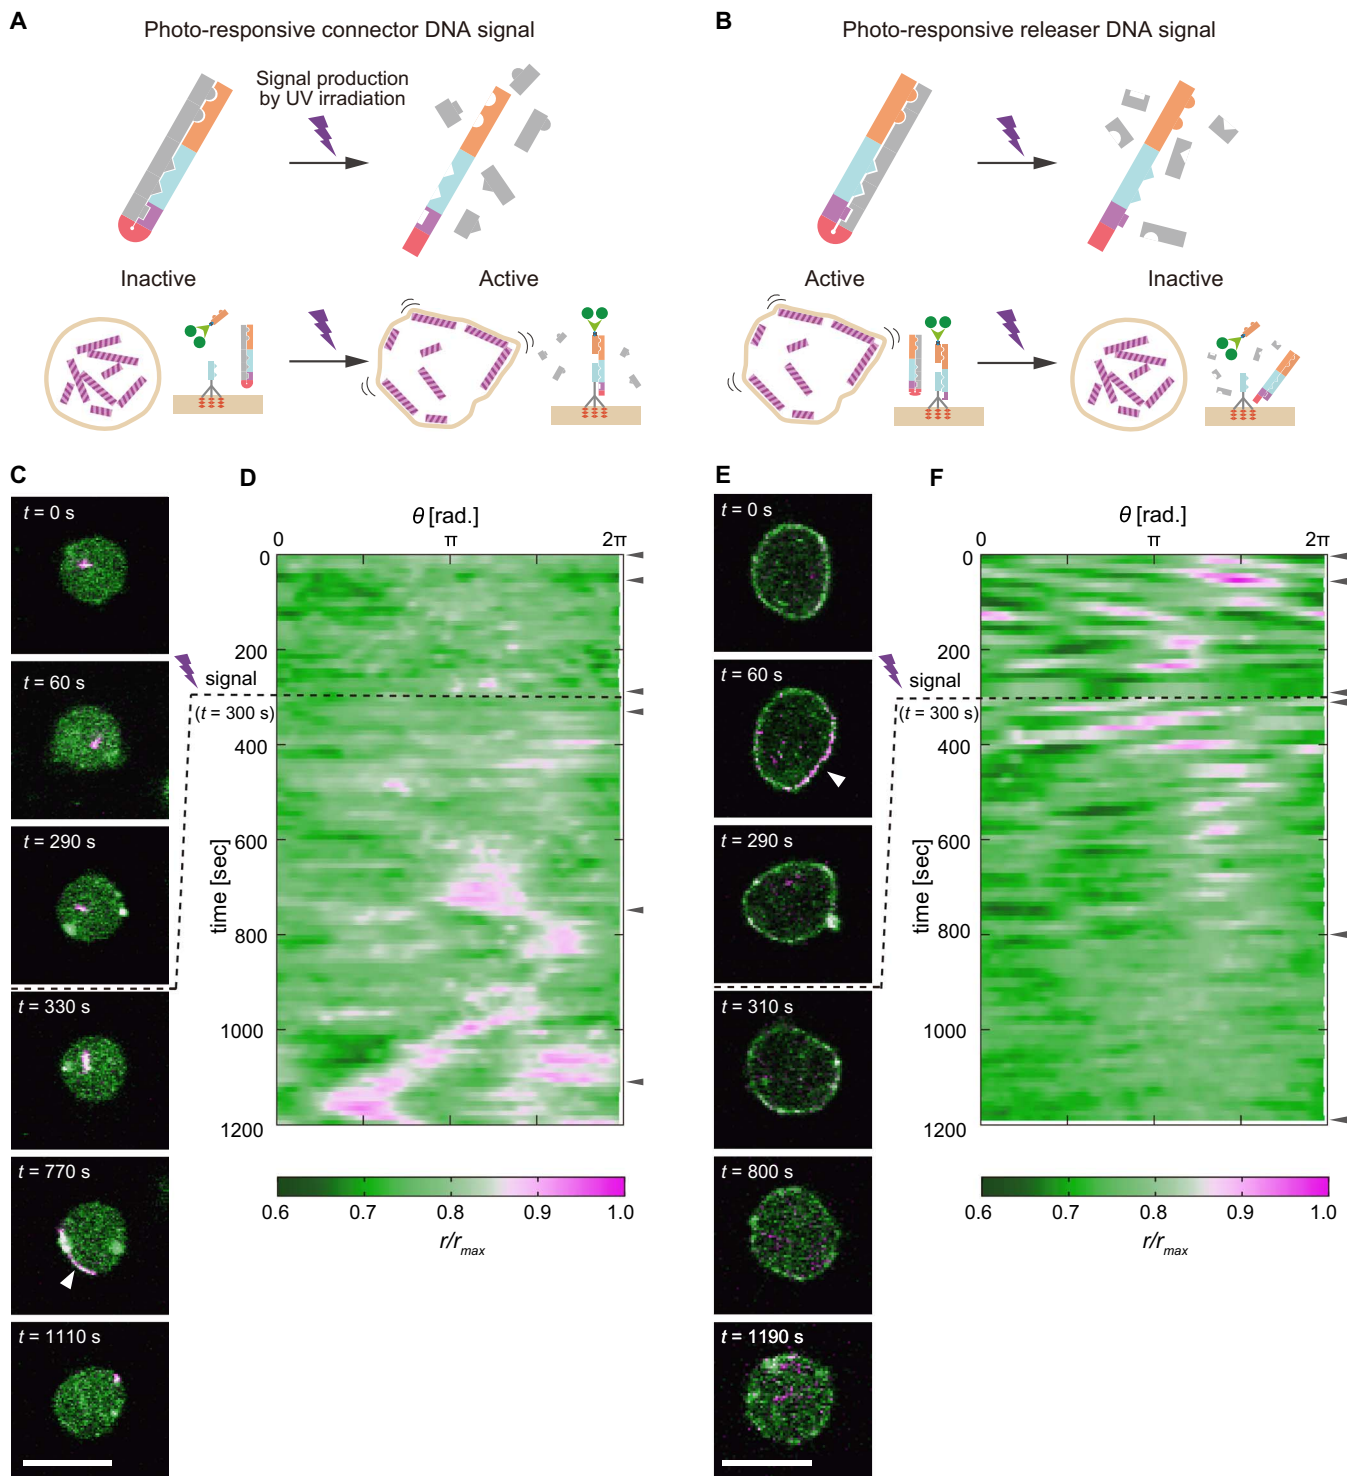 A
Photo-responsive connector DNA signal
Signal production
by UV irradiation
Inactive
Active
B
Photo-responsive releaser DNA signal
Active
Inactive
C
t = 0 s
t = 60 s
t = 290 s
t = 330 s
t = 770 s
t = 1110 s
D
θ [rad.]
0
π
2π
0
200
400
600
800
1000
1200
time [sec]
signal
(t = 300 s)
0.6
0.7
0.8
0.9
1.0
r/rmax
E
t = 0 s
t = 60 s
t = 290 s
t = 310 s
t = 800 s
t = 1190 s
F
θ [rad.]
0
π
2π
0
200
400
600
800
1000
1200
time [sec]
signal
(t = 300 s)
0.6
0.7
0.8
0.9
1.0
r/rmax